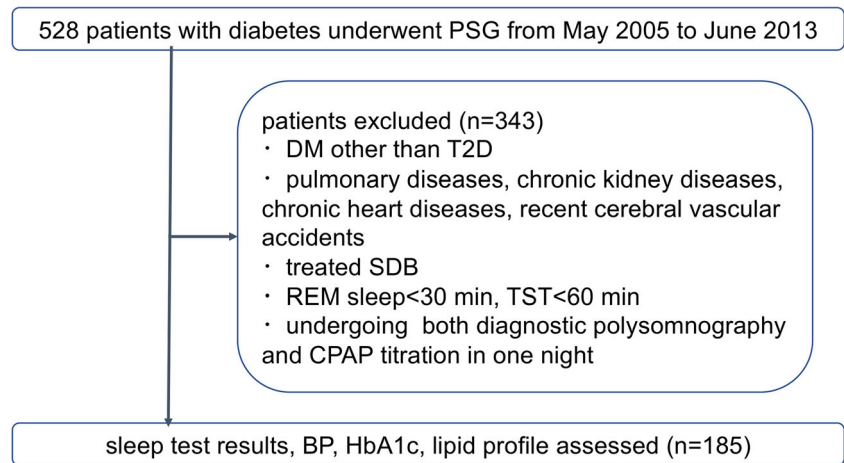 528 patients with diabetes underwent PSG from May 2005 to June 2013
patients excluded (n=343)
・ DM other than T2D
・ pulmonary diseases, chronic kidney diseases,
chronic heart diseases, recent cerebral vascular
accidents
・ treated SDB
・ REM sleep<30 min, TST<60 min
・ undergoing both diagnostic polysomnography
and CPAP titration in one night
sleep test results, BP, HbA1c, lipid profile assessed (n=185)